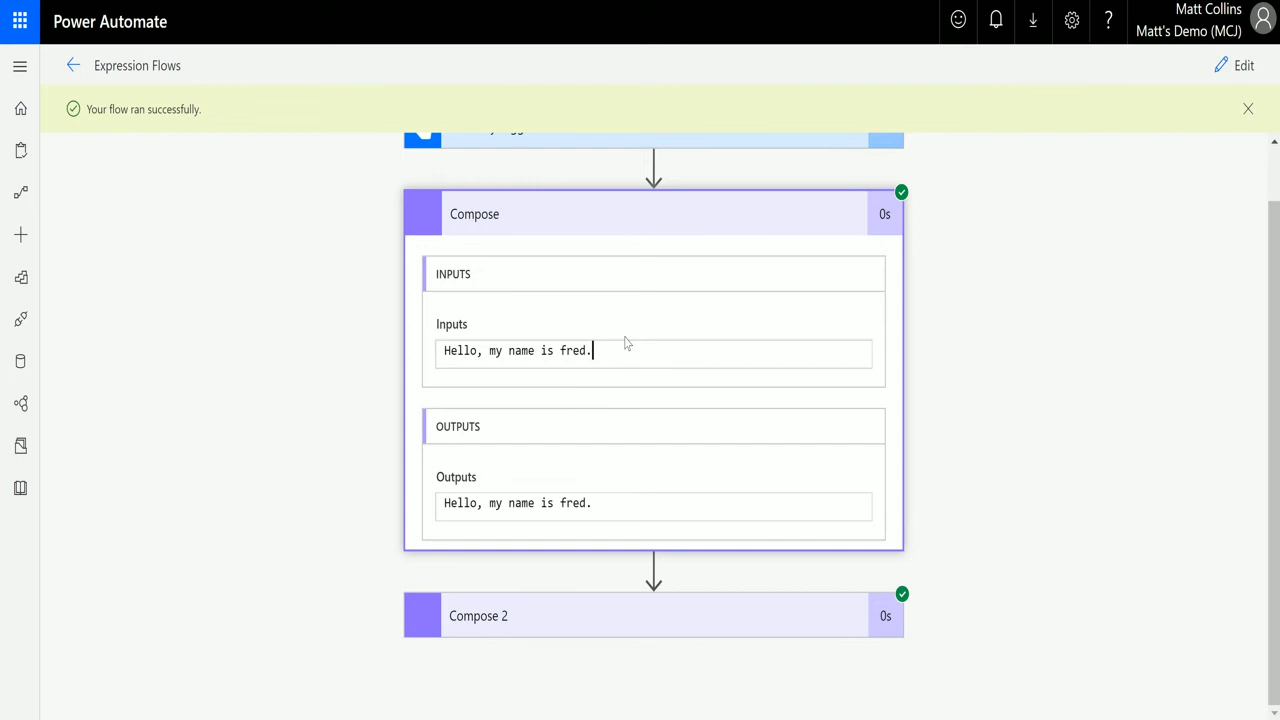 Power Automate
Matt Collins
Matt's Demo (MCJ)
Expression Flows
Edit
Your flow ran successfully.
Compose
0s
INPUTS
Inputs
Hello, my name is fred.
OUTPUTS
Outputs
Hello, my name is fred.
Compose 2
0s